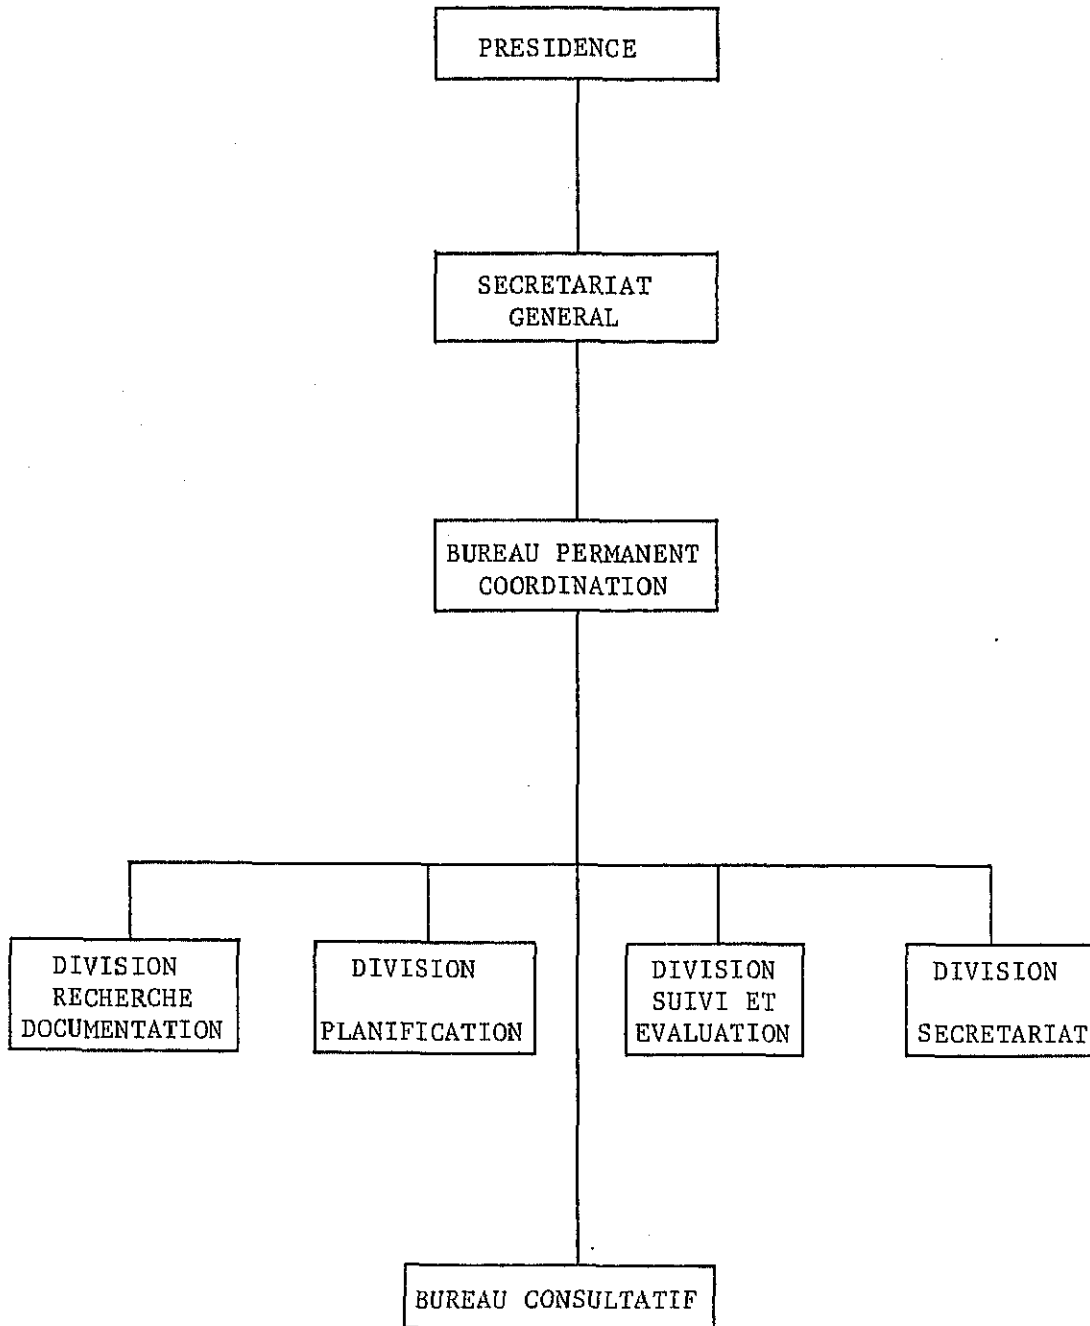 PRESIDENCE
SECRETARIAT
GENERAL
BUREAU PERMANENT
COORDINATION
DIVISION
RECHERCHE
DOCUMENTATION
DIVISION
PLANIFICATION
DIVISION
SUIVI ET
EVALUATION
DIVISION
SECRETARIAT
BUREAU CONSULTATIF